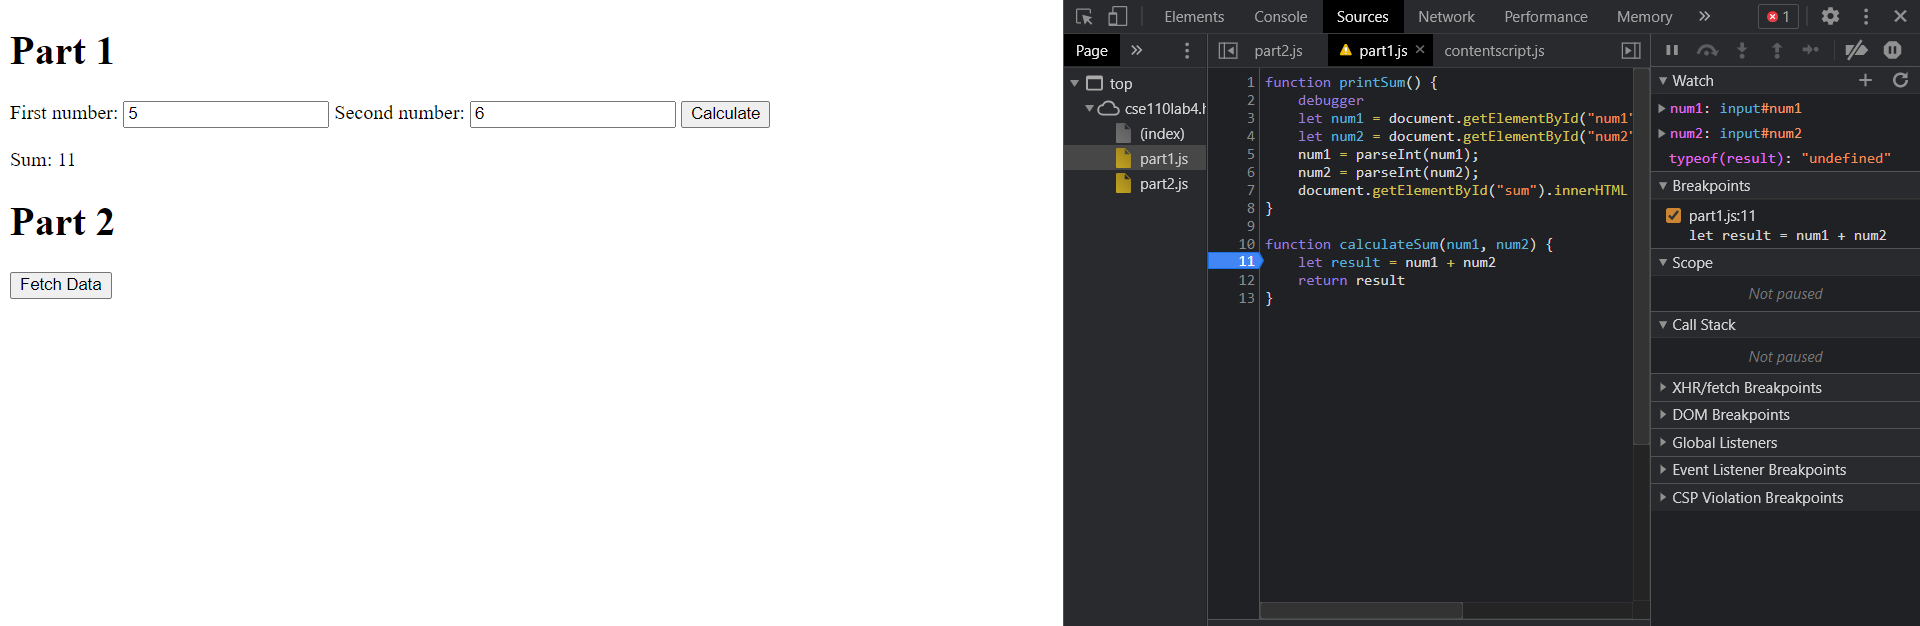 Part 1
First number: 5 Second number: 6 Calculate
Sum: 11
Part 2
Fetch Data
Elements Console Sources Network Performance Memory » 1
Page »
top
cse110lab4.h
(index)
part1.js
part2.js
part2.js part1.js × contentscript.js
1 function printSum() {
2 debugger
3 let num1 = document.getElementById("num1"
4 let num2 = document.getElementById("num2"
5 num1 = parseInt(num1);
6 num2 = parseInt(num2);
7 document.getElementById("sum").innerHTML
8 }
9
10 function calculateSum(num1, num2) {
11 let result = num1 + num2
12 return result
13 }
Watch
num1: input#num1
num2: input#num2
typeof(result): "undefined"
Breakpoints
part1.js:11
let result = num1 + num2
Scope
Not paused
Call Stack
Not paused
XHR/fetch Breakpoints
DOM Breakpoints
Global Listeners
Event Listener Breakpoints
CSP Violation Breakpoints